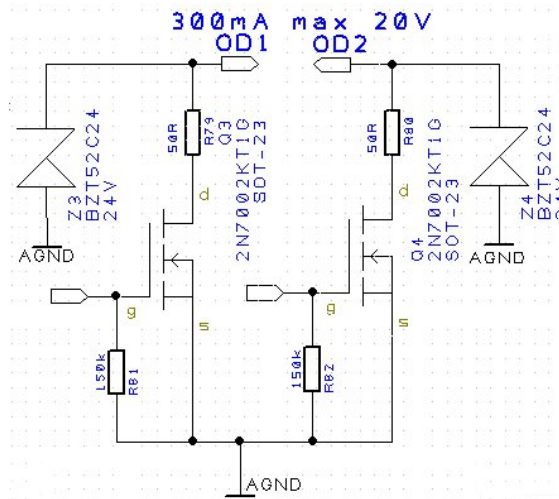 300mA max 20V
OD1
OD2
50R
R79
Q3
2N7002KT1G
SOT-23
50R
R80
Z3
BZT52C24
24V
d
d
Q4
2N7002KT1G
SOT-23
Z4
BZT52C24
24V
AGND
AGND
g
g
s
s
150k
R81
150k
R82
AGND